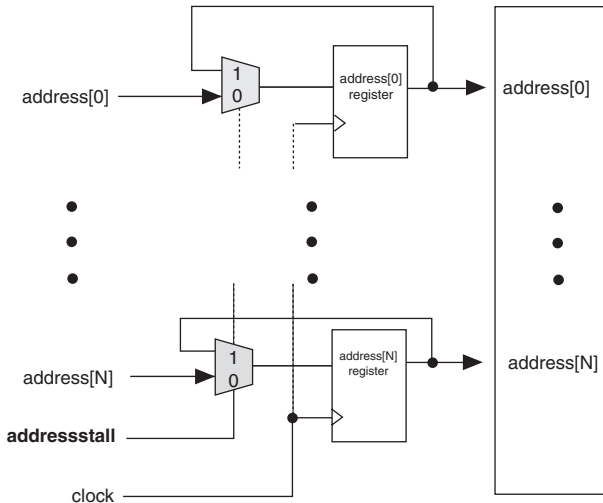 1
0
address[0]
address[0]
register
address[0]
1
0
address[N]
address[N]
register
address[N]
addressstall
clock